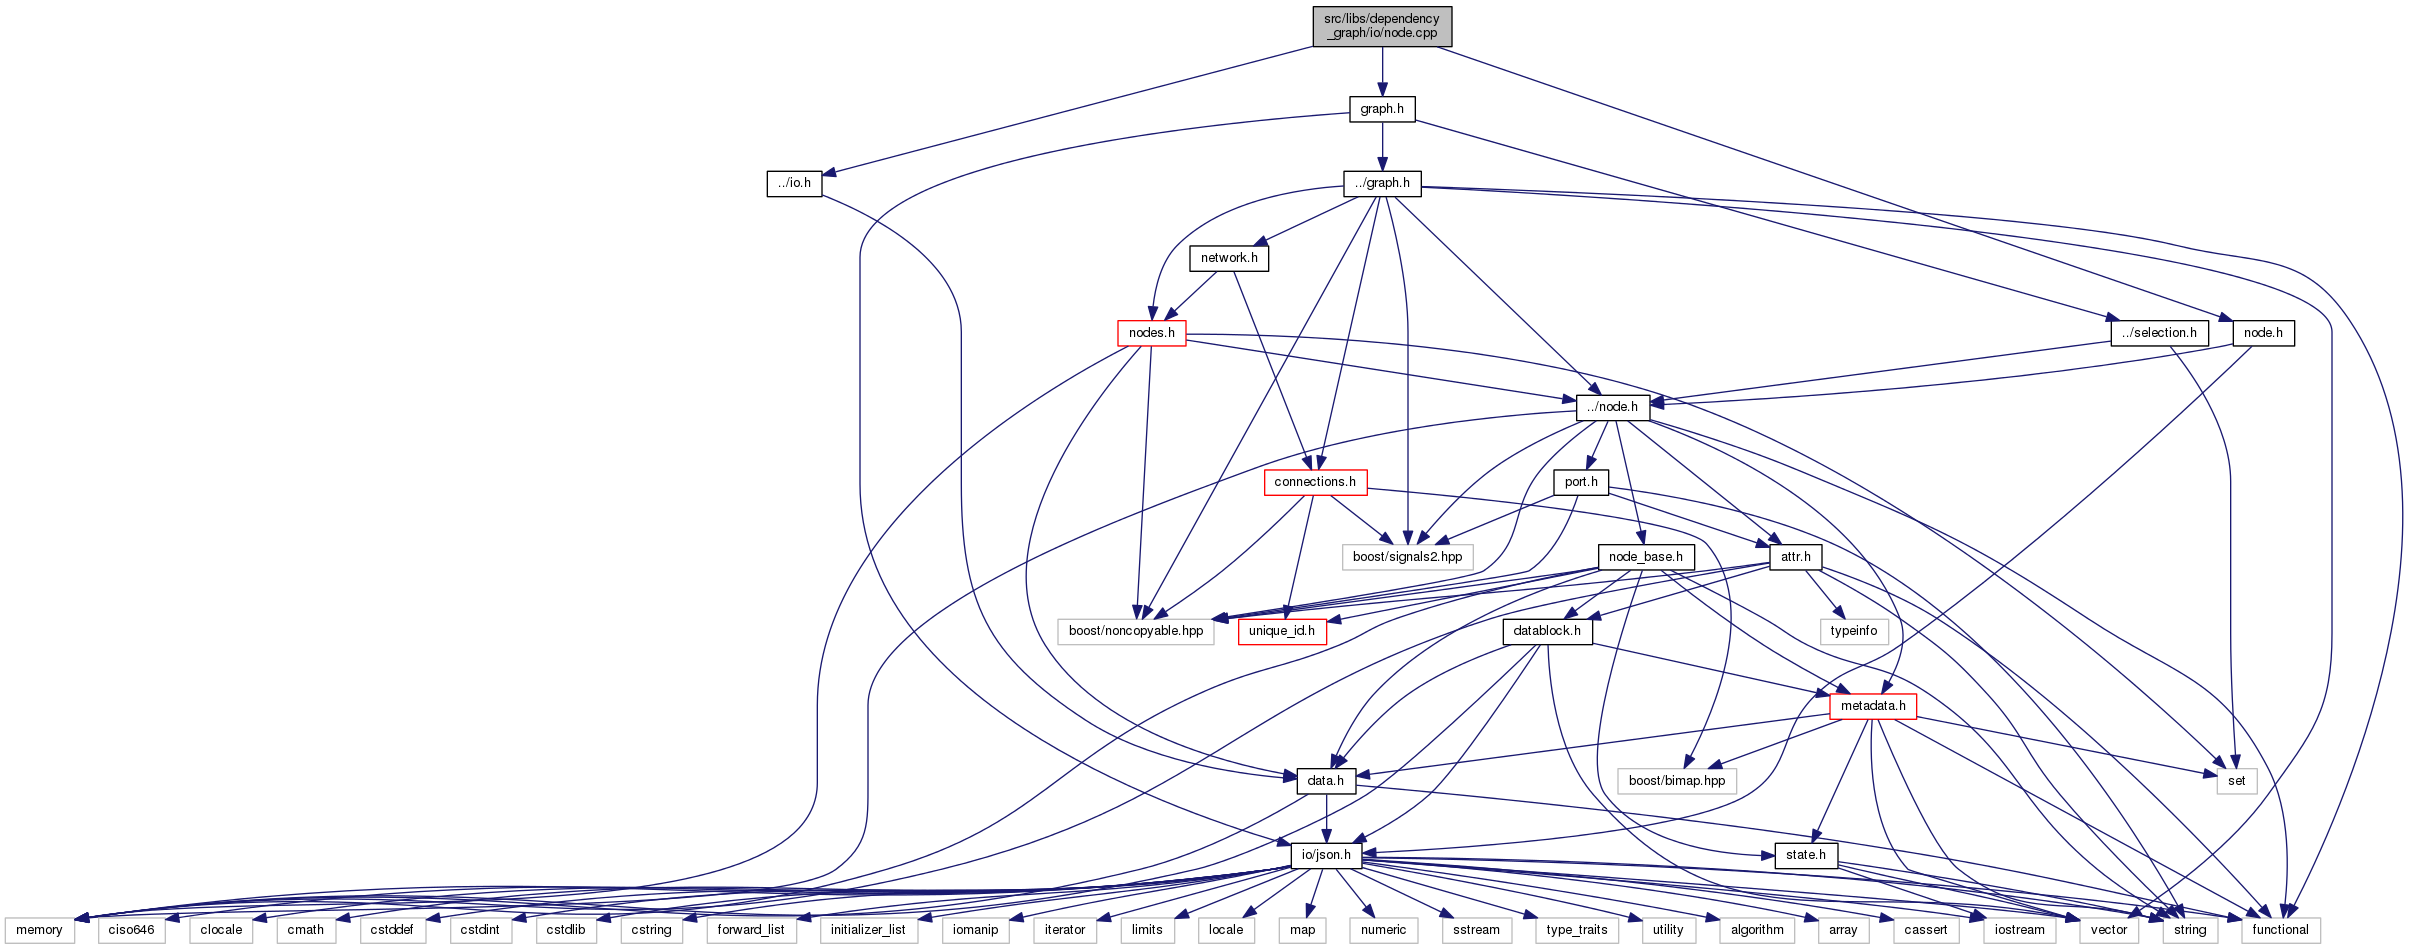 src/libs/dependency
_graph/io/node.cpp
graph.h
../io.h
../graph.h
network.h
nodes.h
../selection.h
node.h
../node.h
connections.h
port.h
boost/signals2.hpp
node_base.h
attr.h
boost/noncopyable.hpp
unique_id.h
datablock.h
typeinfo
metadata.h
data.h
boost/bimap.hpp
set
io/json.h
state.h
memory
ciso646
clocale
cmath
cstddef
cstdint
cstdlib
cstring
forward_list
initializer_list
iomanip
iterator
limits
locale
map
numeric
sstream
type_traits
utility
algorithm
array
cassert
iostream
vector
string
functional